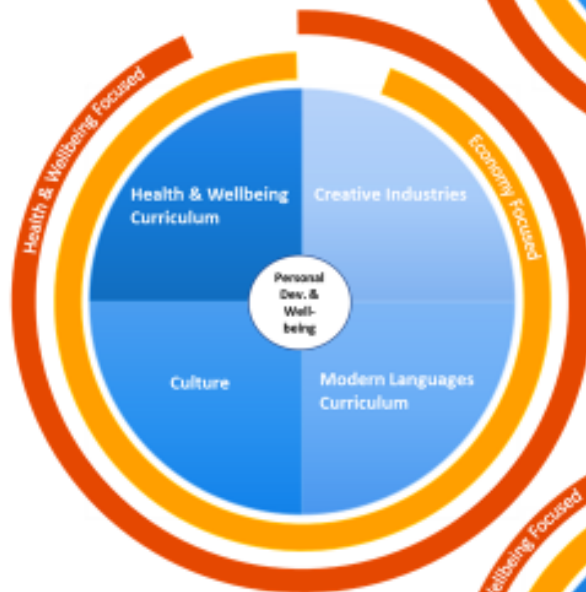 Health & Wellbeing Focused
Economy Focused
Health & Wellbeing
Curriculum
Creative Industries
Personal
Dev. &
Well-
being
Culture
Modern Languages
Curriculum
Wellbeing Focused